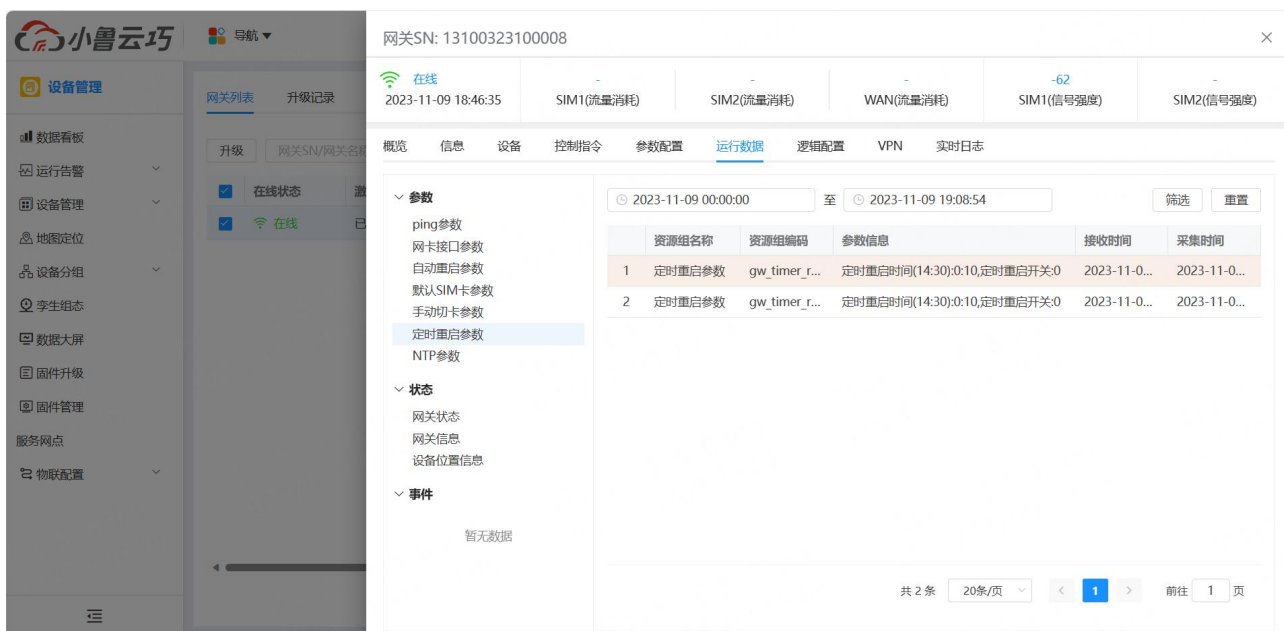 小鲁云巧
导航
设备管理
数据看板
运行告警
设备管理
地图定位
设备分组
孪生组态
数据大屏
固件升级
固件管理
服务网点
物联配置
网关列表 升级记录
升级 网关SN/网关名称
在线状态 激
在线 已
网关SN: 13100323100008
在线 - - - -62 -
2023-11-09 18:46:35 SIM1(流量消耗) SIM2(流量消耗) WAN(流量消耗) SIM1(信号强度) SIM2(信号强度)
概览 信息 设备 控制指令 参数配置 运行数据 逻辑配置 VPN 实时日志
参数
ping参数
网卡接口参数
自动重启参数
默认SIM卡参数
手动切卡参数
定时重启参数
NTP参数
状态
网关状态
网关信息
设备位置信息
事件
暂无数据
2023-11-09 00:00:00 至 2023-11-09 19:08:54 筛选 重置
资源组名称 资源组编码 参数信息 接收时间 采集时间
1 定时重启参数 gw_timer_r... 定时重启时间(14:30):0:10,定时重启开关:0 2023-11-0... 2023-11-0...
2 定时重启参数 gw_timer_r... 定时重启时间(14:30):0:10,定时重启开关:0 2023-11-0... 2023-11-0...
共 2 条 20条/页 1 前往 1 页